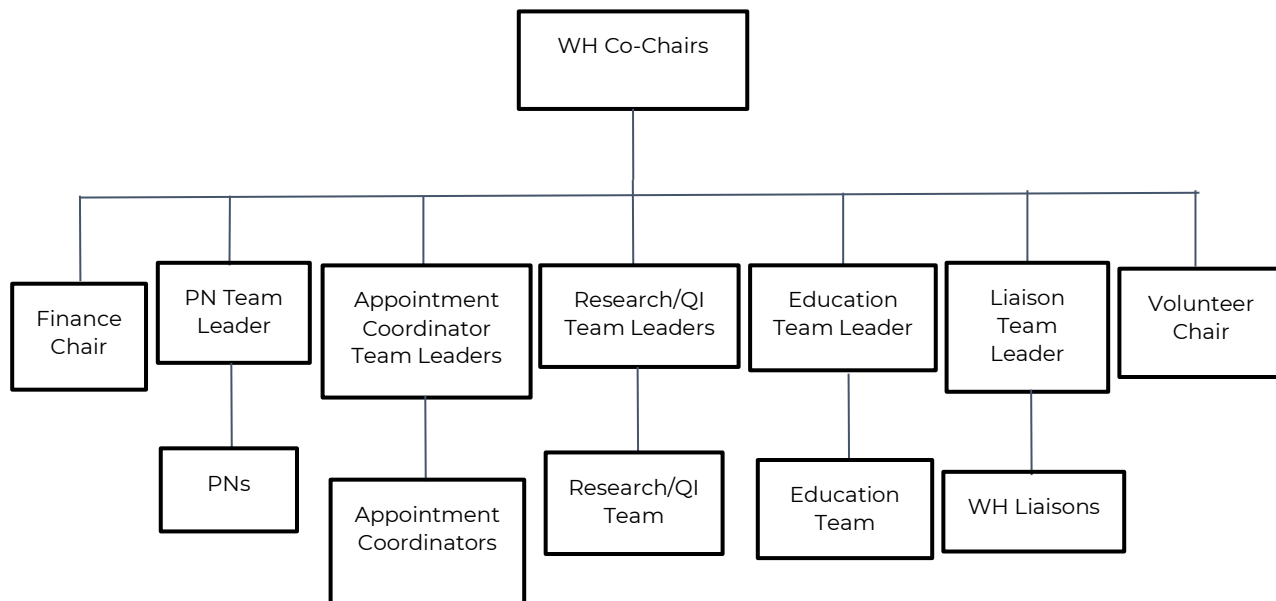 WH Co-Chairs
Finance
Chair
PN Team
Leader
Appointment
Coordinator
Team Leaders
Research/QI
Team Leaders
Education
Team Leader
Liaison
Team
Leader
Volunteer
Chair
PNs
Appointment
Coordinators
Research/QI
Team
Education
Team
WH Liaisons